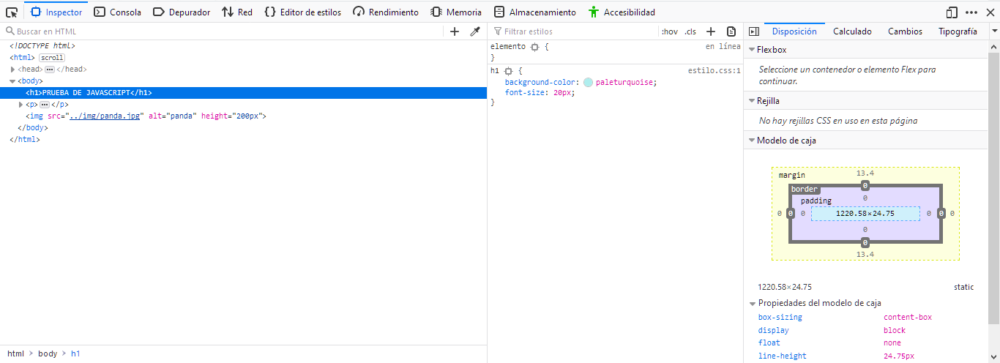 Inspector Consola Depurador Red Editor de estilos Rendimiento Memoria Almacenamiento Accesibilidad
Buscar en HTML
<!DOCTYPE html>
<html> scroll
<head> ••• </head>
<body>
<h1>PRUEBA DE JAVASCRIPT</h1>
<p> ••• </p>
<img src="../img/panda.jpg" alt="panda" height="200px">
</body>
</html>
html > body > h1
Filtrar estilos :hov .cls
elemento { en línea
}
h1 { estilo.css:1
background-color: paleturquoise;
font-size: 20px;
}
Disposición Calculado Cambios Tipografía
Flexbox
Seleccione un contenedor o elemento Flex para
continuar.
Rejilla
No hay rejillas CSS en uso en esta página
Modelo de caja
margin 13.4
border 0
padding 0
0 0 0 1220.58×24.75 0 0 0
0
0
13.4
1220.58×24.75 static
Propiedades del modelo de caja
box-sizing content-box
display block
float none
line-height 24.75px